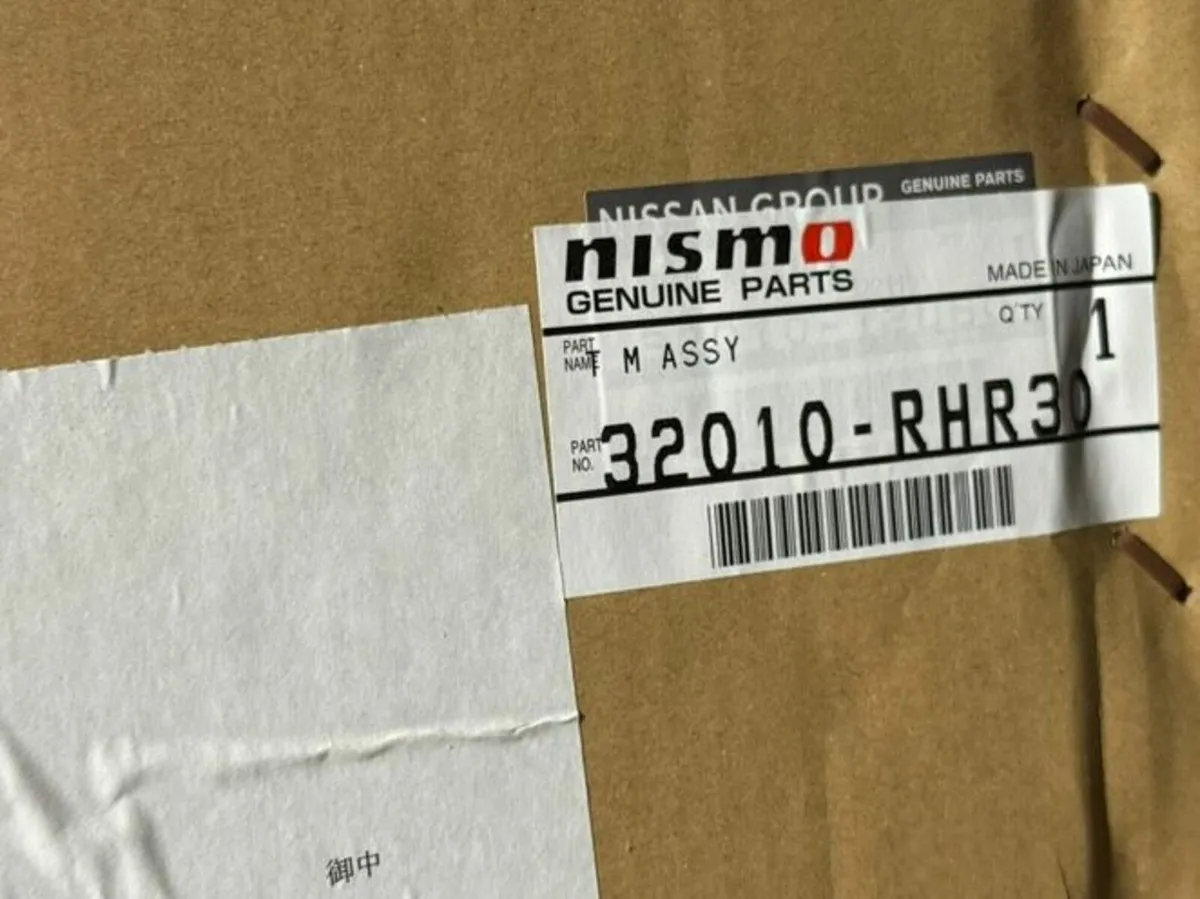 NISSAN GROUP GENUINE PARTS
nismo
GENUINE PARTS
MADE IN JAPAN
Q'TY 1
PART NAME T M ASSY
PART NO. 32010-RHR30
御中